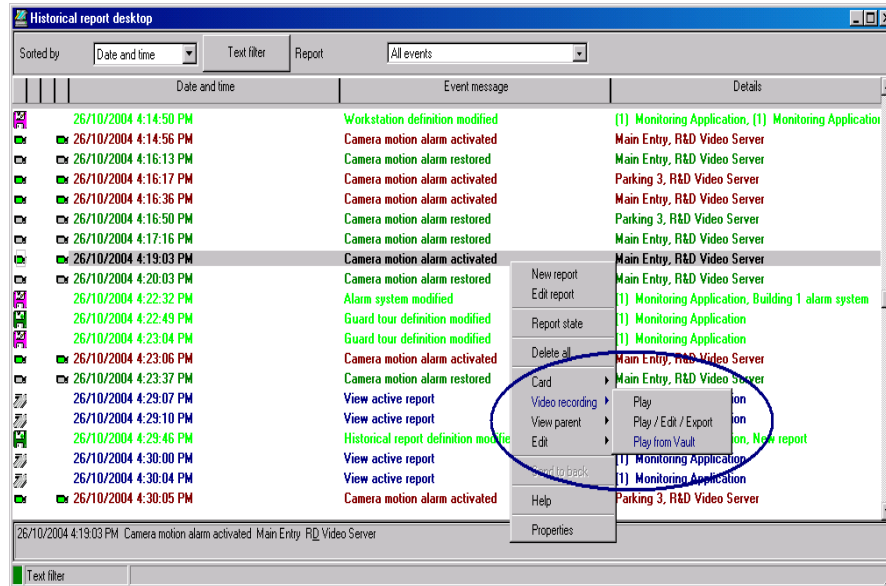 Historical report desktop
Sorted by Date and time Text filter Report All events
Date and time Event message Details
26/10/2004 4:14:50 PM Workstation definition modified (1) Monitoring Application, (1) Monitoring Application
26/10/2004 4:14:56 PM Camera motion alarm activated Main Entry, R&D Video Server
26/10/2004 4:16:13 PM Camera motion alarm restored Main Entry, R&D Video Server
26/10/2004 4:16:17 PM Camera motion alarm activated Parking 3, R&D Video Server
26/10/2004 4:16:36 PM Camera motion alarm activated Main Entry, R&D Video Server
26/10/2004 4:16:50 PM Camera motion alarm restored Parking 3, R&D Video Server
26/10/2004 4:17:16 PM Camera motion alarm restored Main Entry, R&D Video Server
26/10/2004 4:19:03 PM Camera motion alarm activated Main Entry, R&D Video Server
26/10/2004 4:20:03 PM Camera motion alarm restored Main Entry, R&D Video Server
26/10/2004 4:22:32 PM Alarm system modified (1) Monitoring Application, Building 1 alarm system
26/10/2004 4:22:49 PM Guard tour definition modified (1) Monitoring Application
26/10/2004 4:23:04 PM Guard tour definition modified (1) Monitoring Application
26/10/2004 4:23:06 PM Camera motion alarm activated Main Entry, R&D Video Server
26/10/2004 4:23:37 PM Camera motion alarm restored Main Entry, R&D Video Server
26/10/2004 4:29:07 PM View active report ion
26/10/2004 4:29:10 PM View active report ion
26/10/2004 4:29:46 PM Historical report definition modifie on, New report
26/10/2004 4:30:00 PM View active report (1) Monitoring Application
26/10/2004 4:30:04 PM View active report (1) Monitoring Application
26/10/2004 4:30:05 PM Camera motion alarm activated Parking 3, R&D Video Server
New report
Edit report
Report state
Delete all
Card
Video recording
View parent
Edit
Send to back
Help
Properties
Play
Play / Edit / Export
Play from Vault
26/10/2004 4:19:03 PM Camera motion alarm activated Main Entry RD Video Server
Text filter